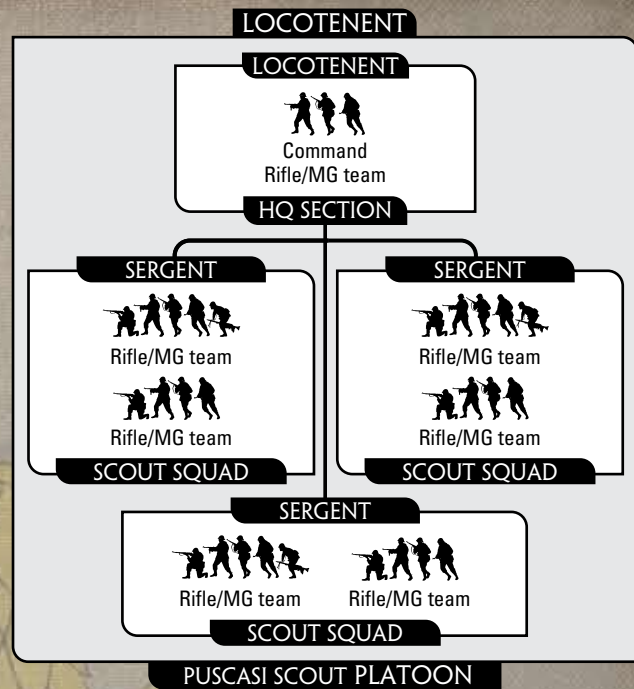 LOCOTENENT
LOCOTENENT
Command
Rifle/MG team
HQ SECTION
SERGENT
Rifle/MG team
Rifle/MG team
SCOUT SQUAD
SERGENT
Rifle/MG team
Rifle/MG team
SCOUT SQUAD
SERGENT
Rifle/MG team
Rifle/MG team
SCOUT SQUAD
PUSCASI SCOUT PLATOON